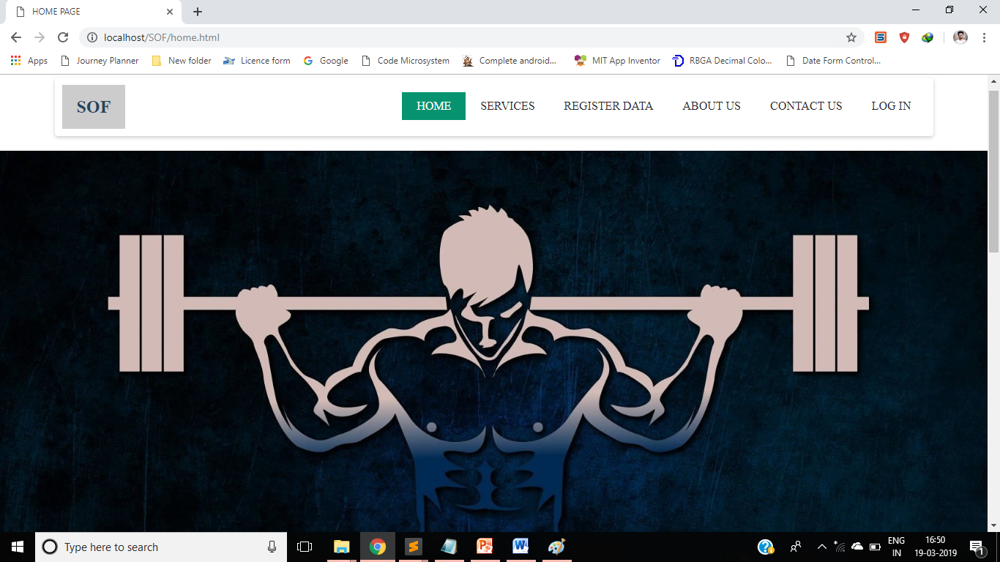 HOME PAGE
localhost/SOF/home.html
Apps Journey Planner New folder Licence form Google Code Microsystem Complete android... MIT App Inventor RBGA Decimal Colo... Date Form Control...
SOF HOME SERVICES REGISTER DATA ABOUT US CONTACT US LOG IN
Type here to search
ENG 16:50
IN 19-03-2019
1